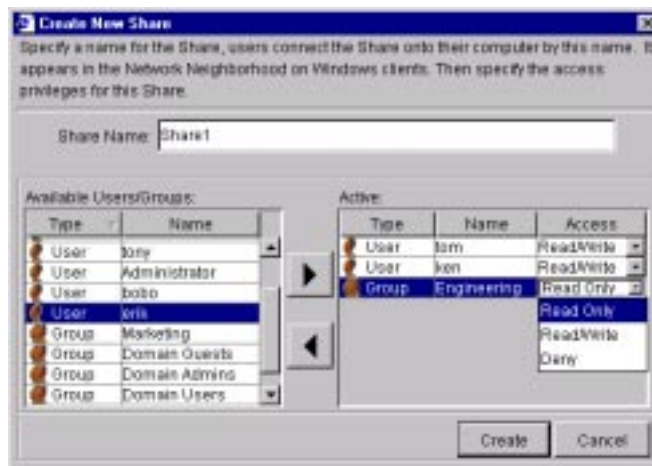 Create New Share
Specify a name for the Share, users connect the Share onto their computer by this name. It
appears in the Network Neighborhood on Windows clients. Then specify the access
privileges for this Share.
Share Name: Share1
Available Users/Groups:
Type Name
User tony
User Administrator
User bobo
User erik
Group Marketing
Group Domain Guests
Group Domain Admins
Group Domain Users
Active:
Type Name Access
User tom Read/Write
User ken Read/Write
Group Engineering Read Only
Read Only
Read/Write
Deny
Create Cancel